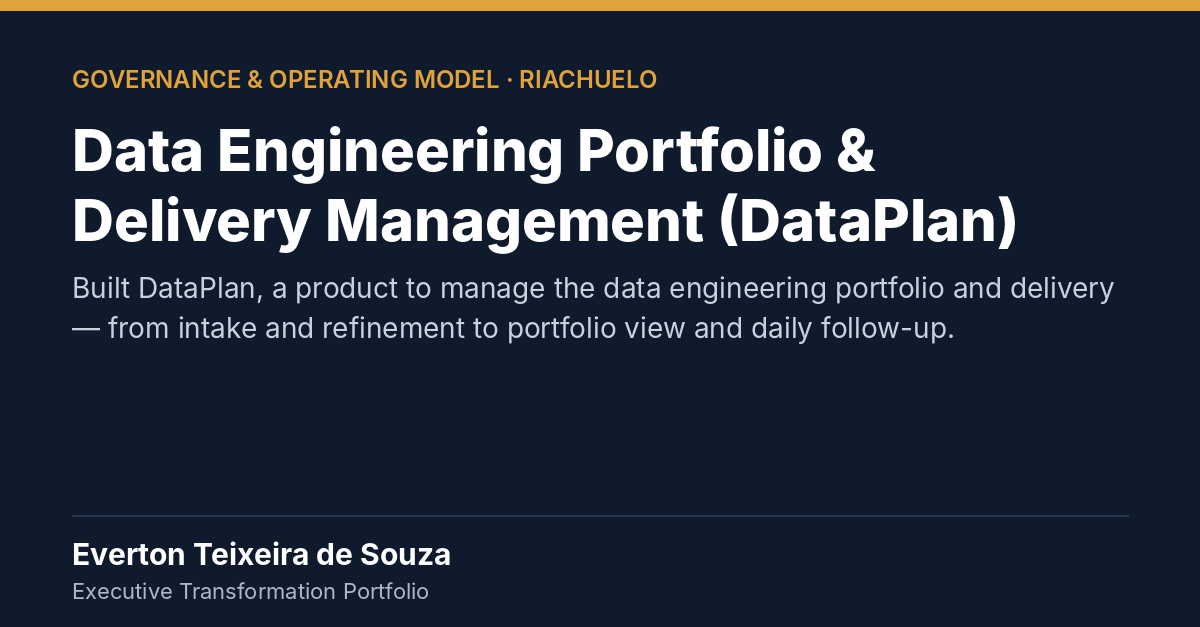 GOVERNANCE & OPERATING MODEL · RIACHUELO
Data Engineering Portfolio &
Delivery Management (DataPlan)
Built DataPlan, a product to manage the data engineering portfolio and delivery
— from intake and refinement to portfolio view and daily follow-up.
Everton Teixeira de Souza
Executive Transformation Portfolio